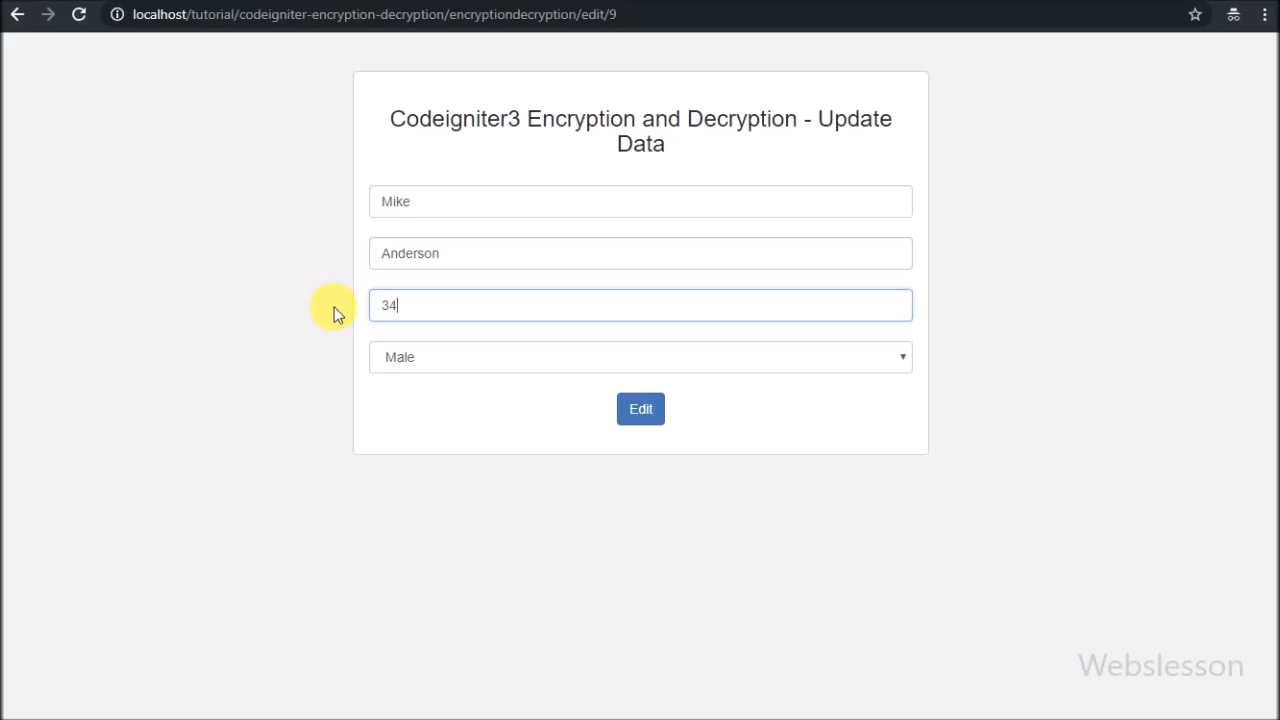 localhost/tutorial/codeigniter-encryption-decryption/encryptiondecryption/edit/9
Codeigniter3 Encryption and Decryption - Update
Data
Mike
Anderson
34
Male
Edit
Webslesson